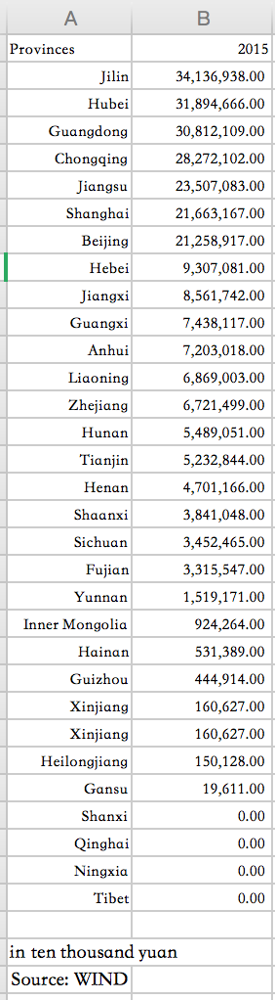 A B
Provinces 2015
Jilin 34,136,938.00
Hubei 31,894,666.00
Guangdong 30,812,109.00
Chongqing 28,272,102.00
Jiangsu 23,507,083.00
Shanghai 21,663,167.00
Beijing 21,258,917.00
Hebei 9,307,081.00
Jiangxi 8,561,742.00
Guangxi 7,438,117.00
Anhui 7,203,018.00
Liaoning 6,869,003.00
Zhejiang 6,721,499.00
Hunan 5,489,051.00
Tianjin 5,232,844.00
Henan 4,701,166.00
Shaanxi 3,841,048.00
Sichuan 3,452,465.00
Fujian 3,315,547.00
Yunnan 1,519,171.00
Inner Mongolia 924,264.00
Hainan 531,389.00
Guizhou 444,914.00
Xinjiang 160,627.00
Xinjiang 160,627.00
Heilongjiang 150,128.00
Gansu 19,611.00
Shanxi 0.00
Qinghai 0.00
Ningxia 0.00
Tibet 0.00
in ten thousand yuan
Source: WIND